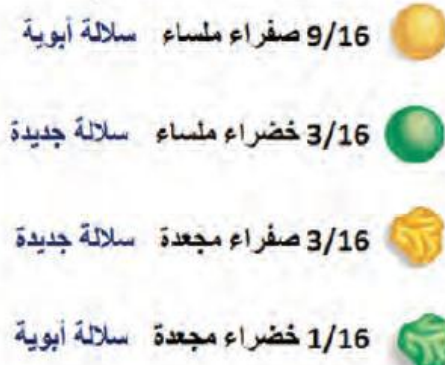 9/16 صفراء ملساء سلالة أبوية
3/16 خضراء ملساء سلالة جديدة
3/16 صفراء مجعدة سلالة جديدة
1/16 خضراء مجعدة سلالة أبوية